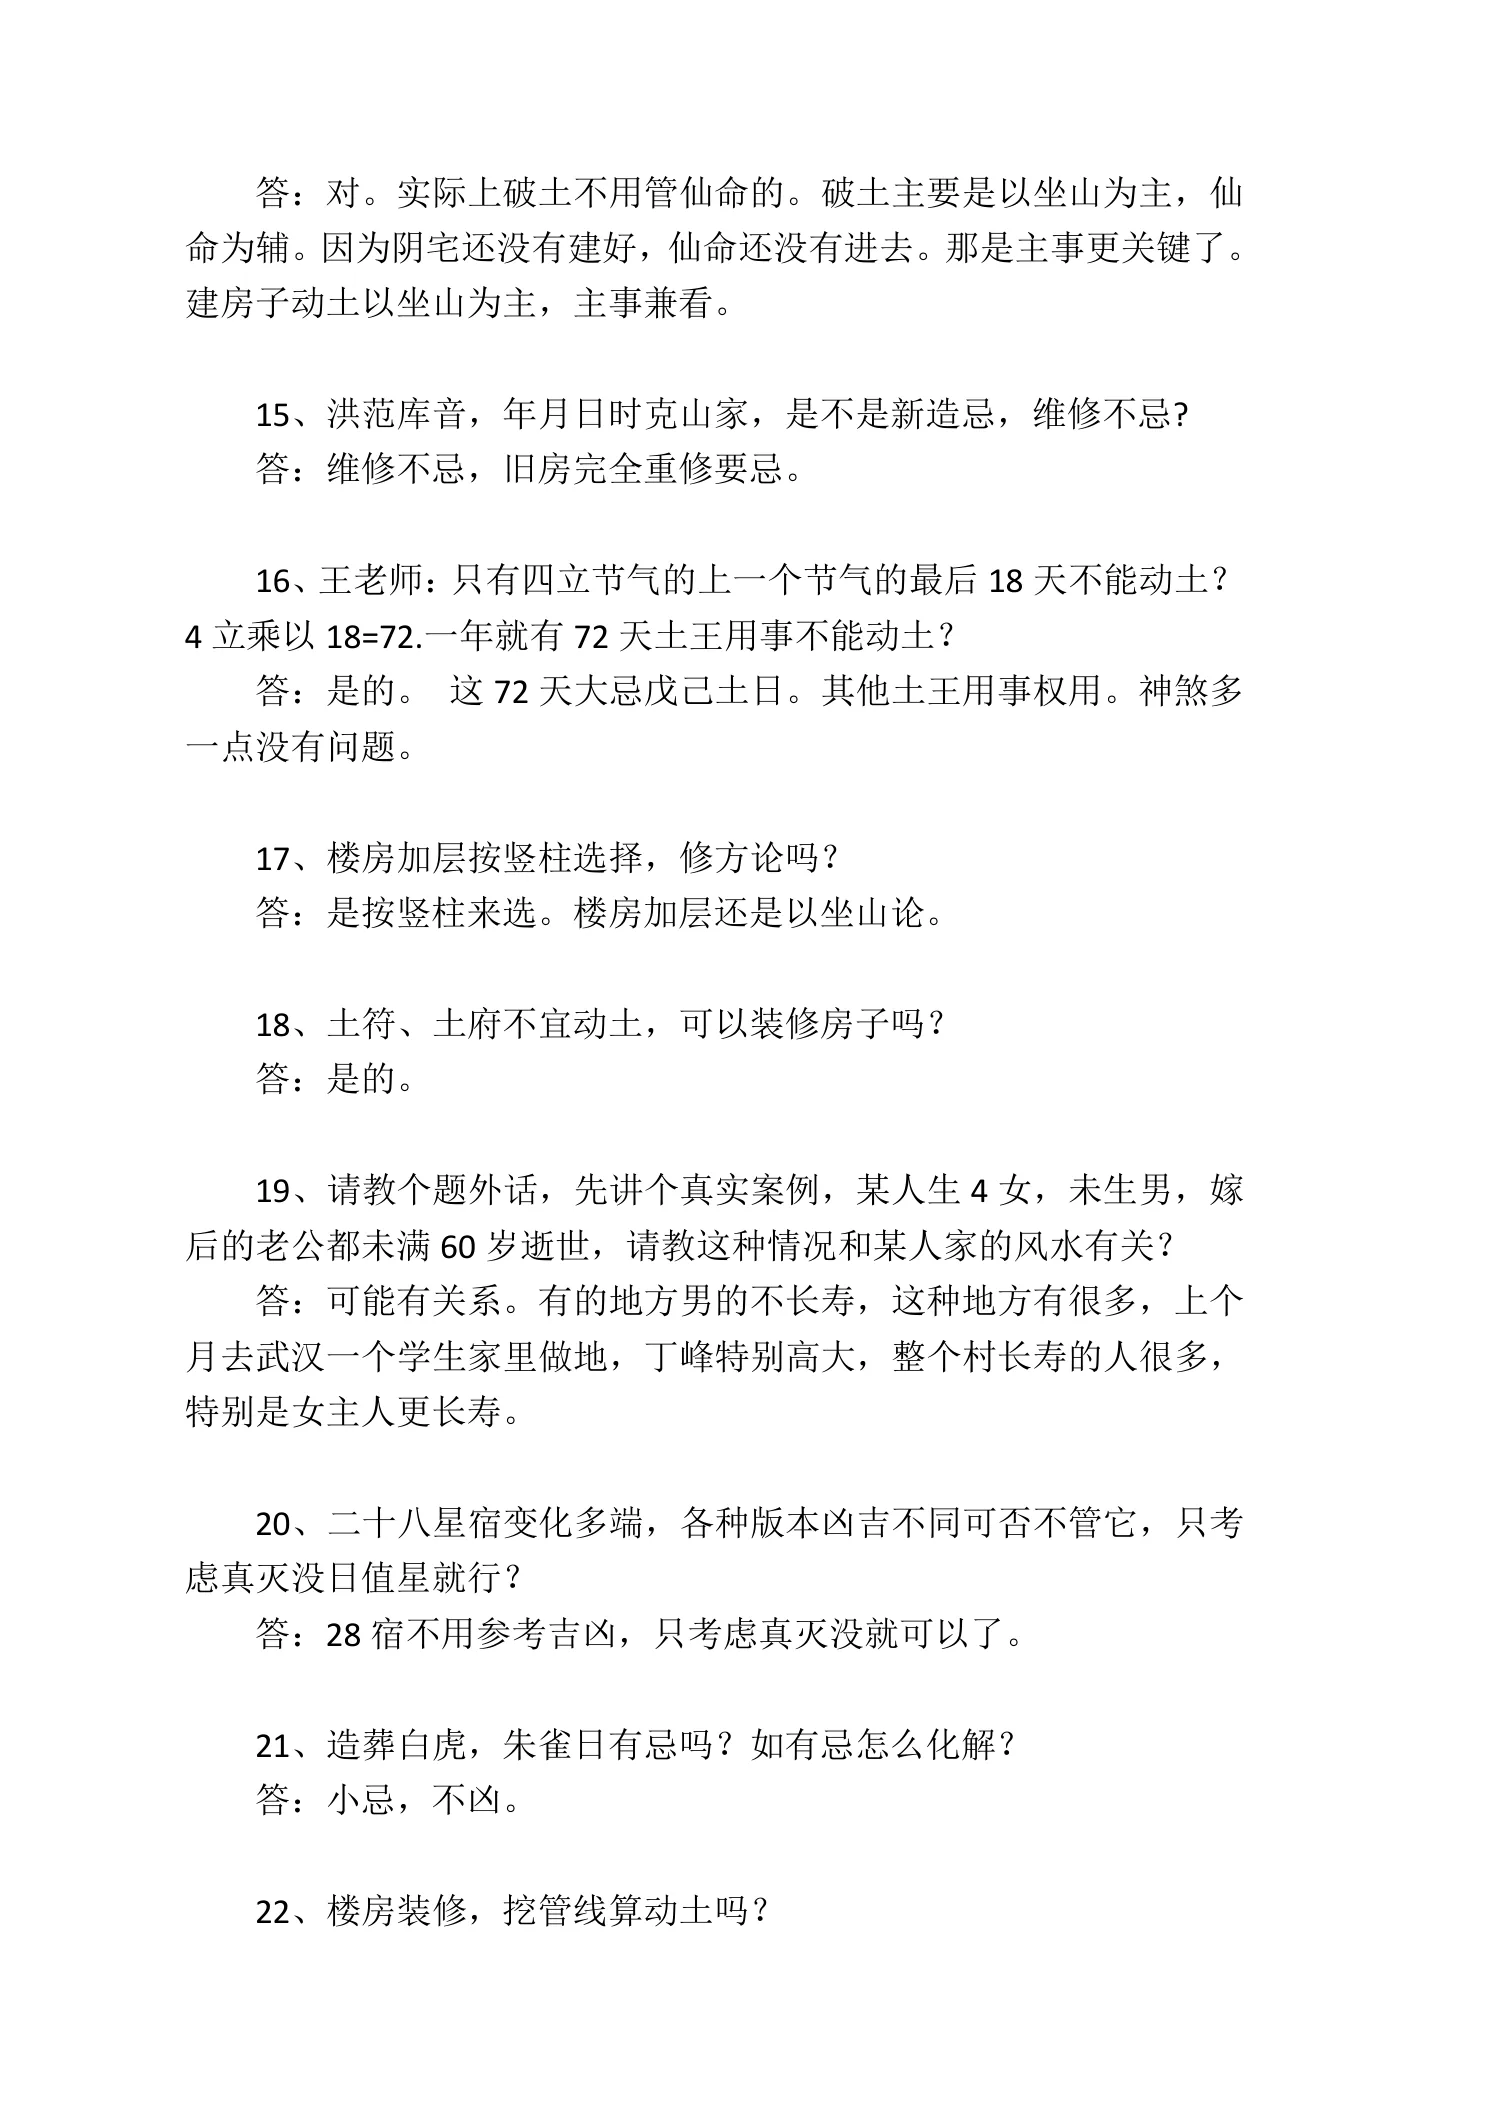 答：对。实际上破土不用管仙命的。破土主要是以坐山为主，仙
命为辅。因为阴宅还没有建好，仙命还没有进去。那是主事更关键了。
建房子动土以坐山为主，主事兼看。
15、洪范库音，年月日时克山家，是不是新造忌，维修不忌?
答：维修不忌，旧房完全重修要忌。
16、王老师：只有四立节气的上一个节气的最后 18 天不能动土？
4 立乘以 18=72.一年就有 72 天土王用事不能动土？
答：是的。 这 72 天大忌戊己土日。其他土王用事权用。神煞多
一点没有问题。
17、楼房加层按竖柱选择，修方论吗？
答：是按竖柱来选。楼房加层还是以坐山论。
18、土符、土府不宜动土，可以装修房子吗？
答：是的。
19、请教个题外话，先讲个真实案例，某人生 4 女，未生男，嫁
后的老公都未满 60 岁逝世，请教这种情况和某人家的风水有关？
答：可能有关系。有的地方男的不长寿，这种地方有很多，上个
月去武汉一个学生家里做地，丁峰特别高大，整个村长寿的人很多，
特别是女主人更长寿。
20、二十八星宿变化多端，各种版本凶吉不同可否不管它，只考
虑真灭没日值星就行？
答：28 宿不用参考吉凶，只考虑真灭没就可以了。
21、造葬白虎，朱雀日有忌吗？如有忌怎么化解？
答：小忌，不凶。
22、楼房装修，挖管线算动土吗？